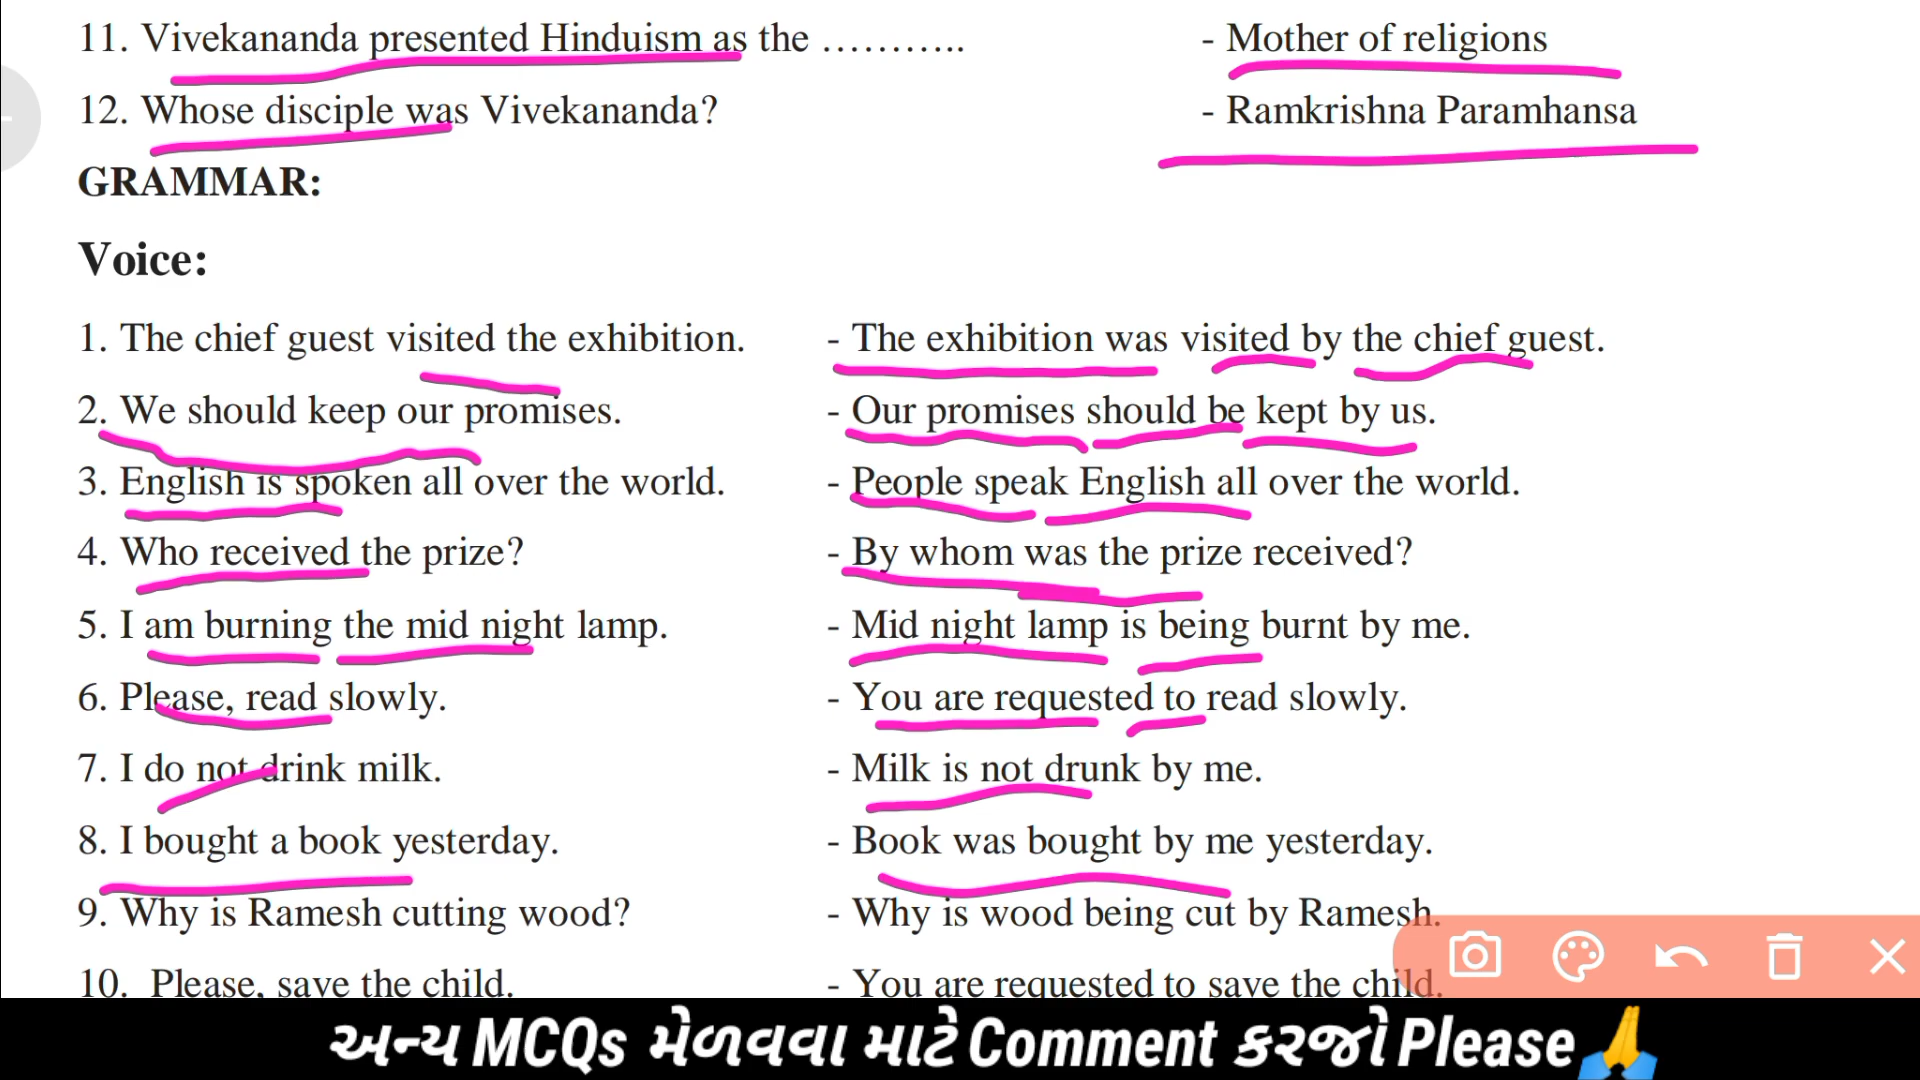 11. Vivekananda presented Hinduism as the ……….. - Mother of religions
12. Whose disciple was Vivekananda? - Ramkrishna Paramhansa
GRAMMAR:
Voice:
1. The chief guest visited the exhibition. - The exhibition was visited by the chief guest.
2. We should keep our promises. - Our promises should be kept by us.
3. English is spoken all over the world. - People speak English all over the world.
4. Who received the prize? - By whom was the prize received?
5. I am burning the mid night lamp. - Mid night lamp is being burnt by me.
6. Please, read slowly. - You are requested to read slowly.
7. I do not drink milk. - Milk is not drunk by me.
8. I bought a book yesterday. - Book was bought by me yesterday.
9. Why is Ramesh cutting wood? - Why is wood being cut by Ramesh.
10. Please, save the child. - You are requested to save the child.
અન્ય MCQs મેળવવા માટે Comment કરજો Please🙏